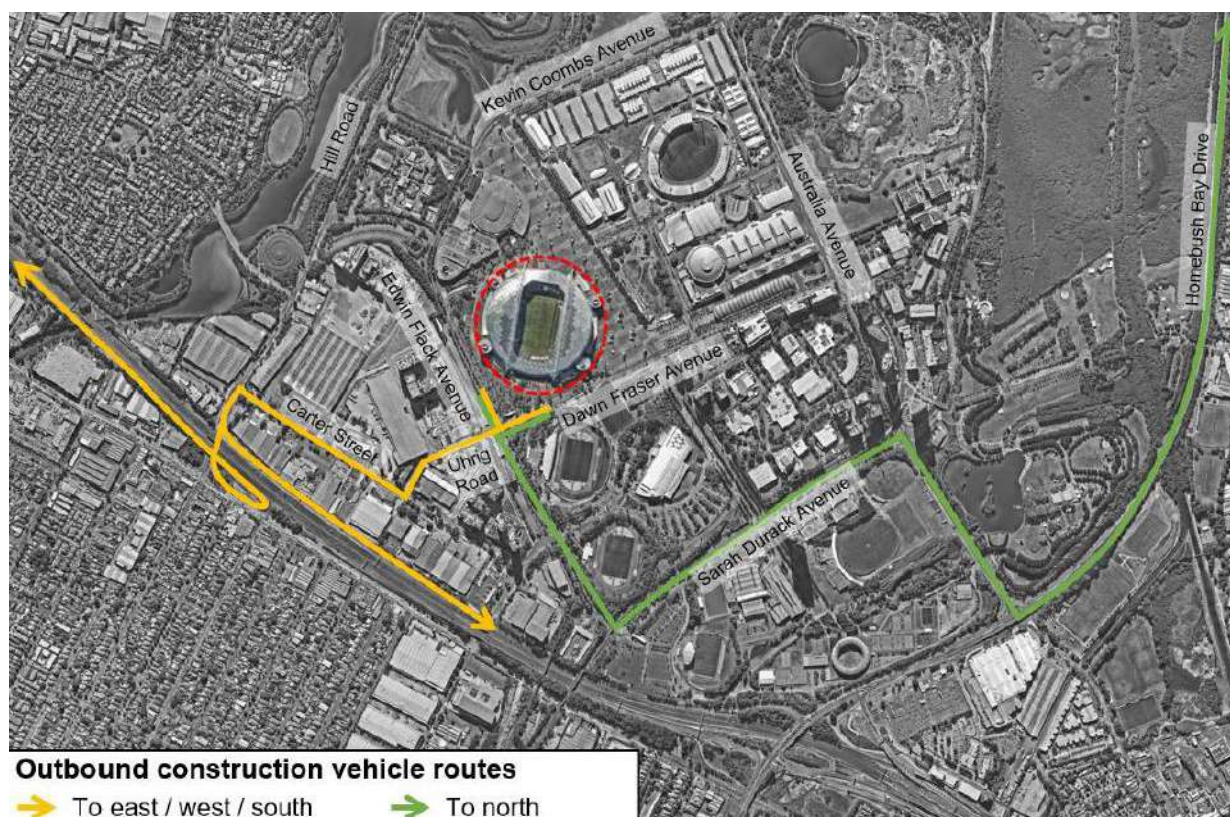 Kevin Coombs Avenue
Hill Road
Australia Avenue
Homebush Bay Drive
Edwin Flack Avenue
Dawn Fraser Avenue
Carter Street
Uhrig
Road
Sarah Durack Avenue
Outbound construction vehicle routes
To east / west / south
To north